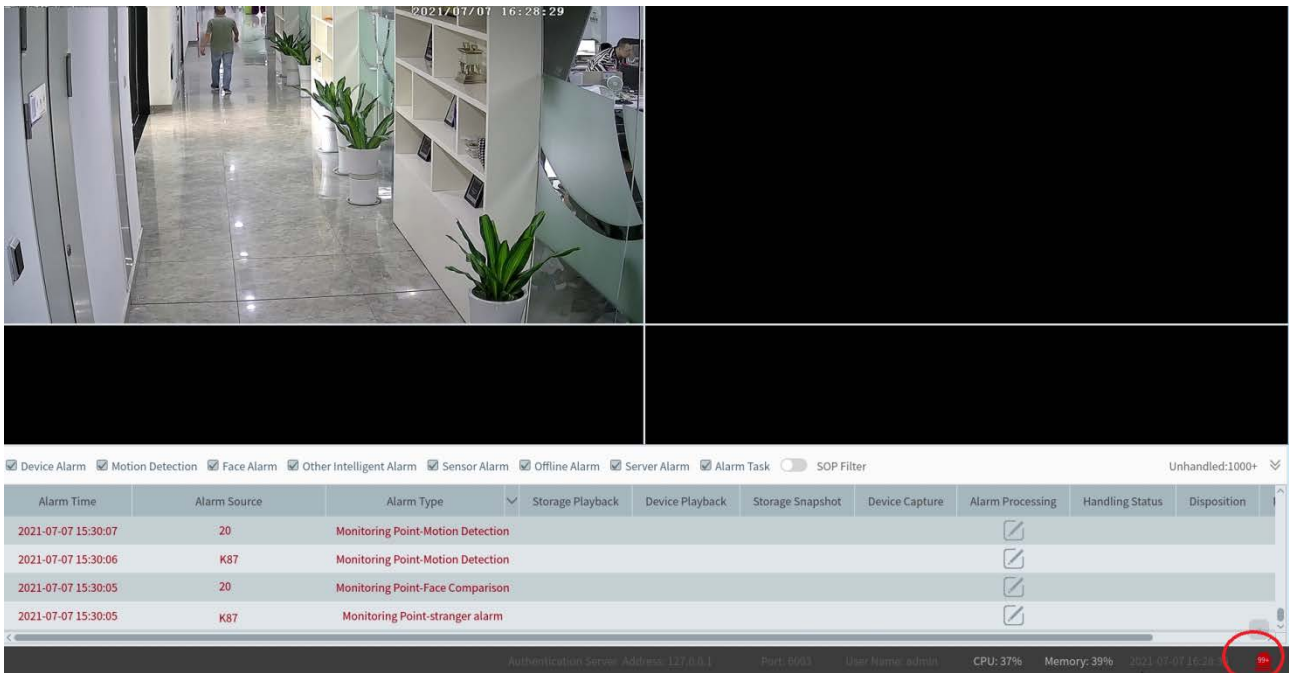 2021/07/07 16:28:29
Device Alarm Motion Detection Face Alarm Other Intelligent Alarm Sensor Alarm Offline Alarm Server Alarm Alarm Task SOP Filter Unhandled:1000+
Alarm Time Alarm Source Alarm Type Storage Playback Device Playback Storage Snapshot Device Capture Alarm Processing Handling Status Disposition
2021-07-07 15:30:07 20 Monitoring Point-Motion Detection
2021-07-07 15:30:06 K87 Monitoring Point-Motion Detection
2021-07-07 15:30:05 20 Monitoring Point-Face Comparison
2021-07-07 15:30:05 K87 Monitoring Point-stranger alarm
Authentication Server Address: 127.0.0.1 Port: 6003 User Name: admin CPU: 37% Memory: 39% 2021-07-07 99+